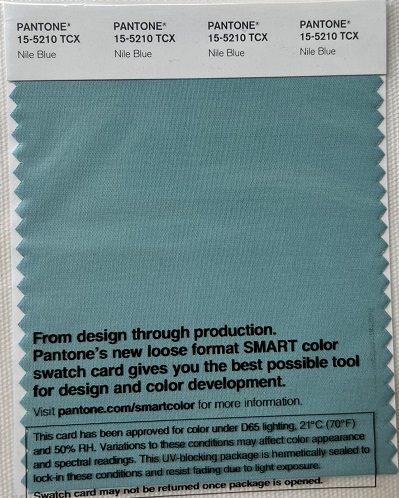 PANTONE® PANTONE® PANTONE® PANTONE®
15-5210 TCX 15-5210 TCX 15-5210 TCX 15-5210 TCX
Nile Blue Nile Blue Nile Blue Nile Blue
From design through production.
Pantone's new loose format SMART color
swatch card gives you the best possible tool
for design and color development.
Visit pantone.com/smartcolor for more information.
This card has been approved for color under D65 lighting, 21°C (70°F)
and 50% RH. Variations to these conditions may affect color appearance
and spectral readings. This UV-blocking package is hermetically sealed to
lock-in these conditions and resist fading due to light exposure.
Swatch card may not be returned once package is opened.